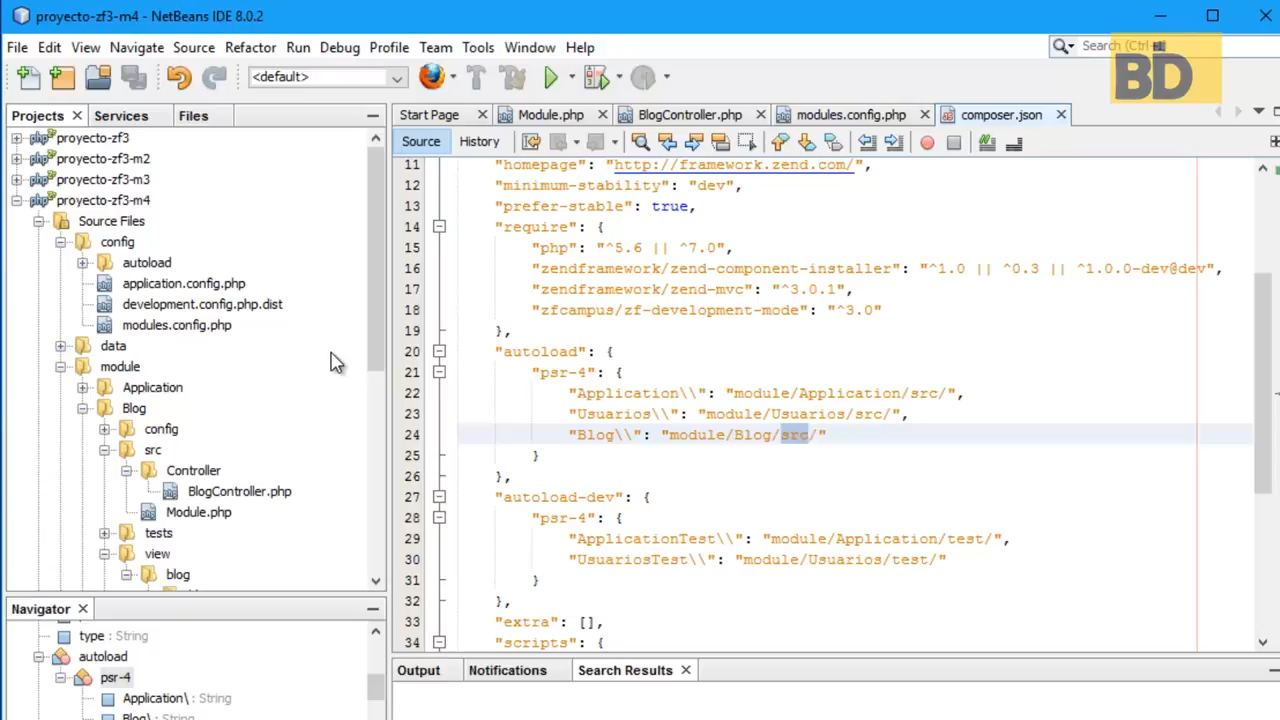 proyecto-zf3-m4 - NetBeans IDE 8.0.2
File Edit View Navigate Source Refactor Run Debug Profile Team Tools Window Help
Search (Ctrl+I)
BD
<default>
Projects Services Files
Start Page Module.php BlogController.php modules.config.php composer.json
Source History
proyecto-zf3
proyecto-zf3-m2
proyecto-zf3-m3
proyecto-zf3-m4
Source Files
config
autoload
application.config.php
development.config.php.dist
modules.config.php
data
module
Application
Blog
config
src
Controller
BlogController.php
Module.php
tests
view
blog
11 "homepage": "http://framework.zend.com/",
12 "minimum-stability": "dev",
13 "prefer-stable": true,
14 "require": {
15 "php": "^5.6 || ^7.0",
16 "zendframework/zend-component-installer": "^1.0 || ^0.3 || ^1.0.0-dev@dev",
17 "zendframework/zend-mvc": "^3.0.1",
18 "zfcampus/zf-development-mode": "^3.0"
19 },
20 "autoload": {
21 "psr-4": {
22 "Application\\": "module/Application/src/",
23 "Usuarios\\": "module/Usuarios/src/",
24 "Blog\\": "module/Blog/src/"
25 }
26 },
27 "autoload-dev": {
28 "psr-4": {
29 "ApplicationTest\\": "module/Application/test/",
30 "UsuariosTest\\": "module/Usuarios/test/"
31 }
32 },
33 "extra": [],
34 "scripts": {
Navigator
type : String
autoload
psr-4
Application\ : String
Blog\ : String
Output Notifications Search Results